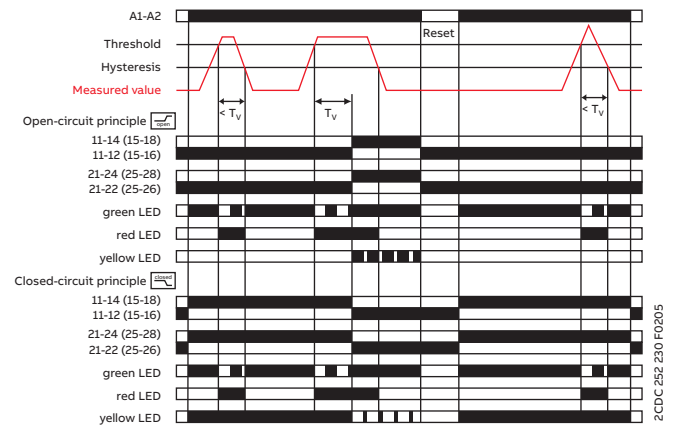 A1-A2
Reset
Threshold
Hysteresis
Measured value
< Tv
Tv
< Tv
Open-circuit principle open
11-14 (15-18)
11-12 (15-16)
21-24 (25-28)
21-22 (25-26)
green LED
red LED
yellow LED
Closed-circuit principle closed
11-14 (15-18)
11-12 (15-16)
21-24 (25-28)
21-22 (25-26)
green LED
red LED
yellow LED
2CDC 252 230 F0205